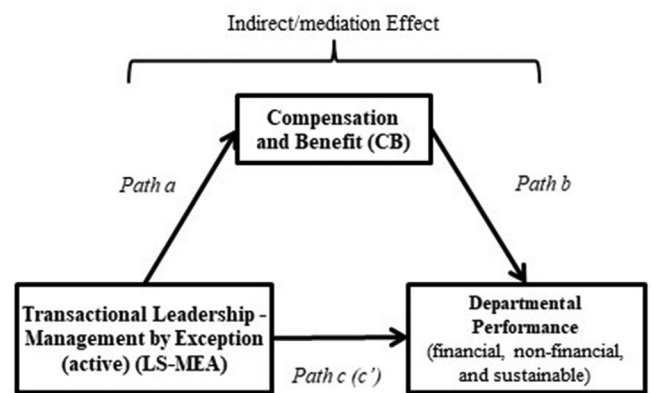 Indirect/mediation Effect
Compensation
and Benefit (CB)
Path a
Path b
Transactional Leadership -
Management by Exception
(active) (LS-MEA)
Departmental
Performance
(financial, non-financial,
and sustainable)
Path c (c’)